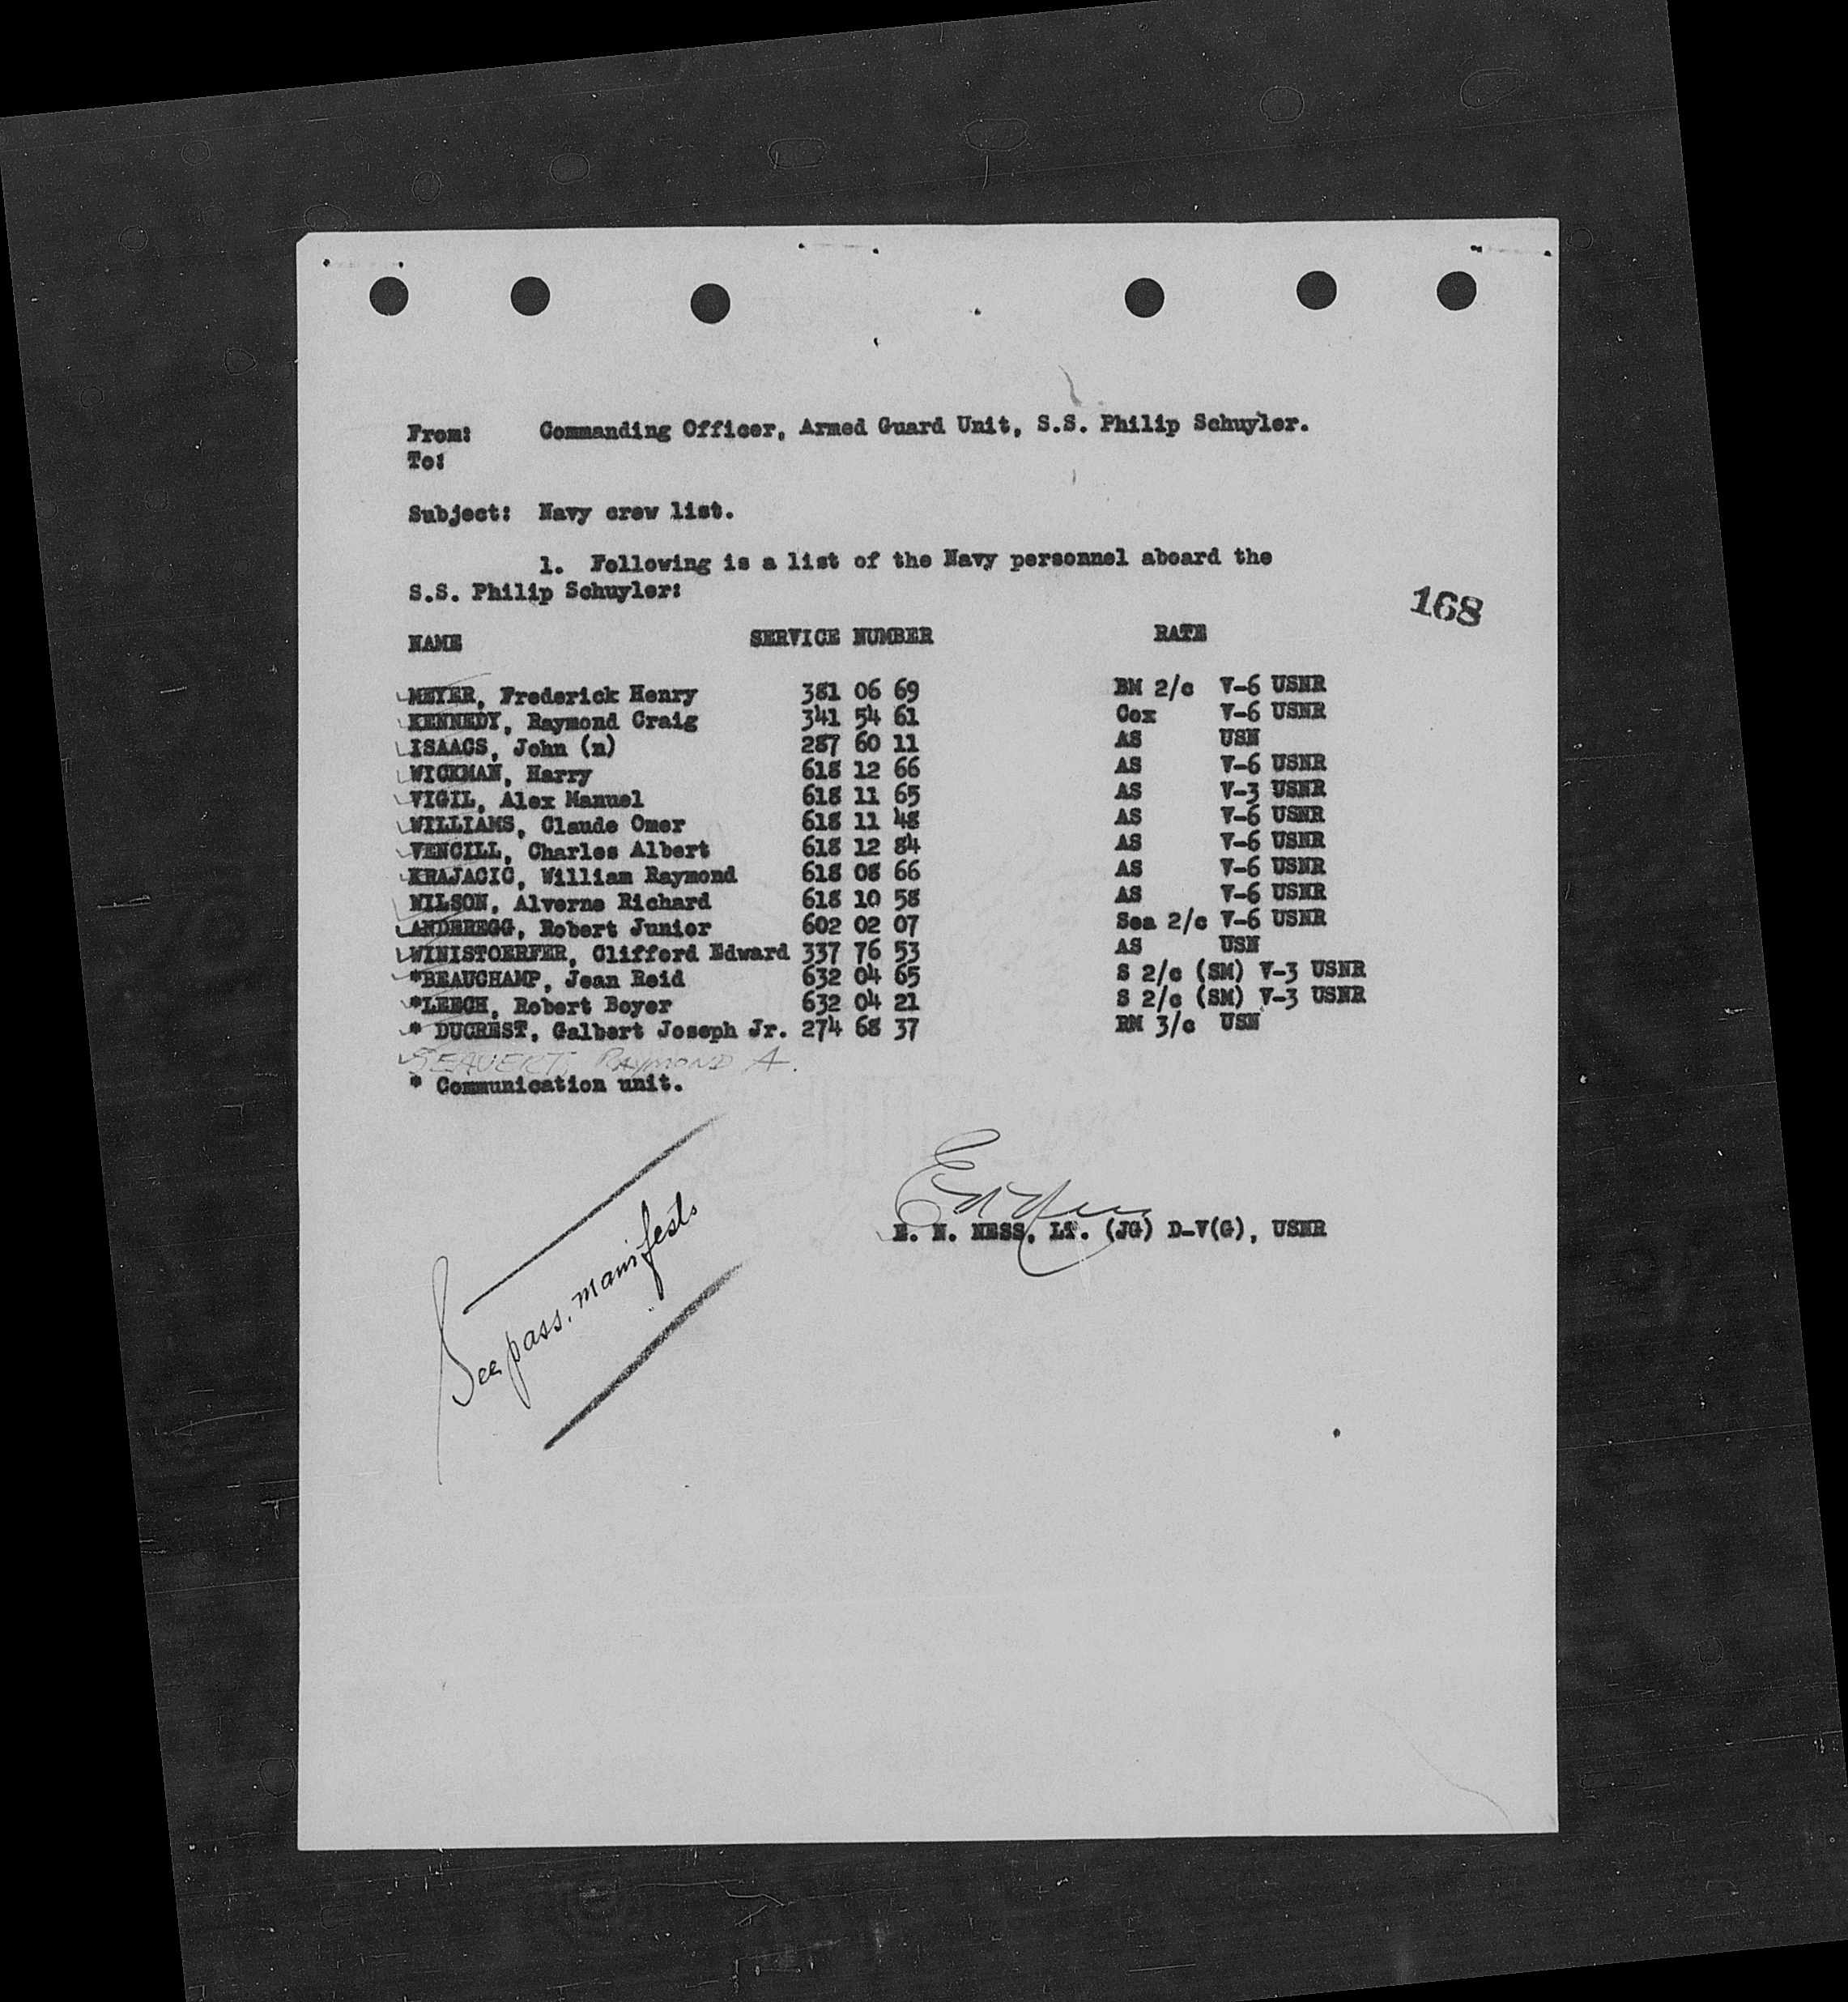 From: Commanding Officer, Armed Guard Unit, S.S. Philip Schuyler.
To:
Subject: Navy crew list.
1. Following is a list of the Navy personnel aboard the
S.S. Philip Schuyler:
168
NAME SERVICE NUMBER RATE
MEYER, Frederick Henry 381 06 69 BM 2/c V-6 USNR
KENNEDY, Raymond Craig 341 54 61 Cox V-6 USNR
ISAACS, John (n) 287 60 11 AS USN
WICKMAN, Harry 618 12 66 AS V-6 USNR
VIGIL, Alex Manuel 618 11 65 AS V-3 USNR
WILLIAMS, Claude Omer 618 11 48 AS V-6 USNR
VENCILL, Charles Albert 618 12 84 AS V-6 USNR
KRAJACIC, William Raymond 618 08 66 AS V-6 USNR
WILSON, Alverne Richard 618 10 58 AS V-6 USNR
ANDEREGG, Robert Junior 602 02 07 Sea 2/c V-6 USNR
WINISTOERFER, Clifford Edward 337 76 53 AS USN
*BEAUCHAMP, Jean Reid 632 04 65 S 2/c (SM) V-3 USNR
*LEECH, Robert Boyer 632 04 21 S 2/c (SM) V-3 USNR
* DUCREST, Galbert Joseph Jr. 274 68 37 RM 3/c USN
SEAVERT, RAYMOND A.
* Communication unit.
E. N. NESS, LT. (JG) D-V(G), USNR
See pass. manifests